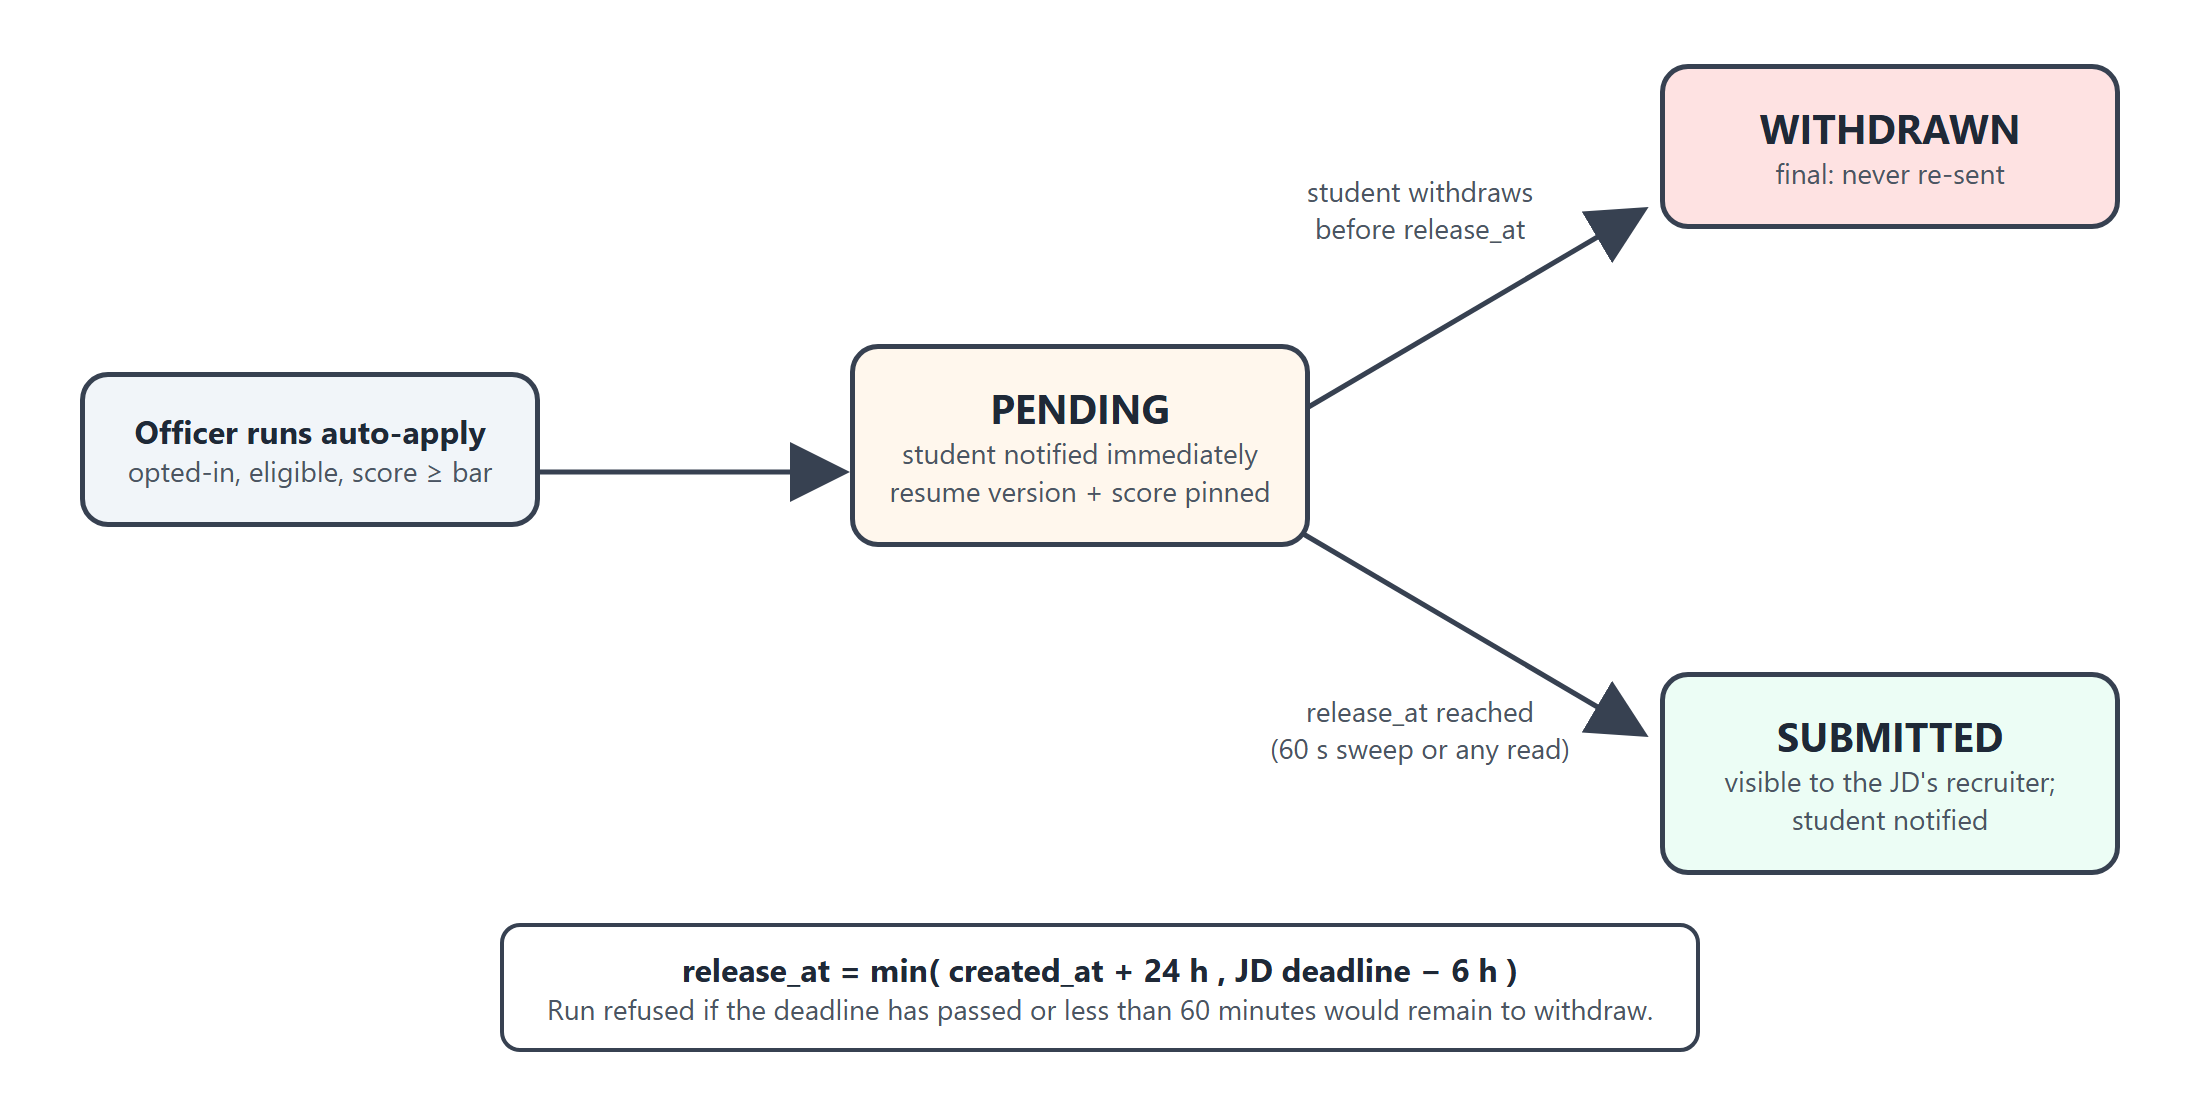 WITHDRAWN
final: never re-sent
student withdraws
before release_at
Officer runs auto-apply
opted-in, eligible, score ≥ bar
PENDING
student notified immediately
resume version + score pinned
release_at reached
(60 s sweep or any read)
SUBMITTED
visible to the JD's recruiter;
student notified
release_at = min( created_at + 24 h , JD deadline − 6 h )
Run refused if the deadline has passed or less than 60 minutes would remain to withdraw.